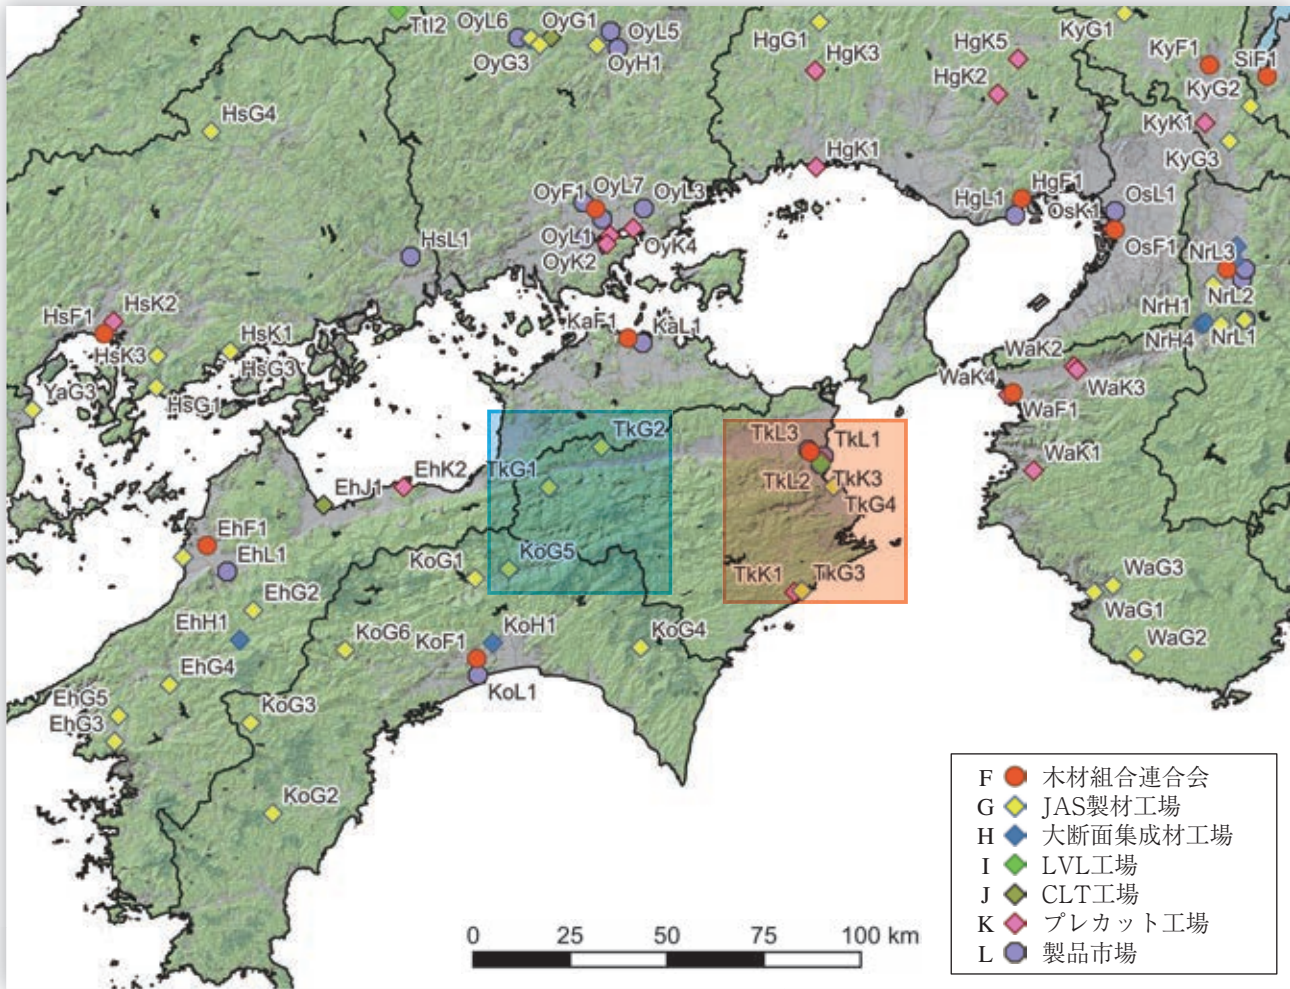 TtI2
OyL6
OyG1
OyL5
OyG3
OyH1
HgG1
HgK3
HgK5
HgK2
KyG1
KyF1
SiF1
KyG2
KyK1
KyG3
HsG4
HgK1
OyF1
OyL7
OyL3
HgL1
HgF1
OsK1
OsL1
OsF1
OyL1
OyK2
OyK4
HsL1
NrL3
NrL2
NrH1
NrH4
NrL1
HsF1
HsK2
HsK1
HsK3
HsG3
HsG1
YaG3
KaF1
KaL1
WaK2
WaK3
WaK4
WaF1
WaK1
TkG2
TkG1
TkL3
TkL1
TkL2
TkK3
TkG4
EhK2
EhJ1
EhF1
EhL1
KoG1
KoG5
TkK1
TkG3
WaG3
WaG1
WaG2
EhG2
EhH1
KoG6
KoF1
KoH1
KoG4
KoL1
EhG4
EhG5
EhG3
KoG3
KoG2
F 木材組合連合会
G JAS製材工場
H 大断面集成材工場
I LVL工場
J CLT工場
K プレカット工場
L 製品市場
0 25 50 75 100 km